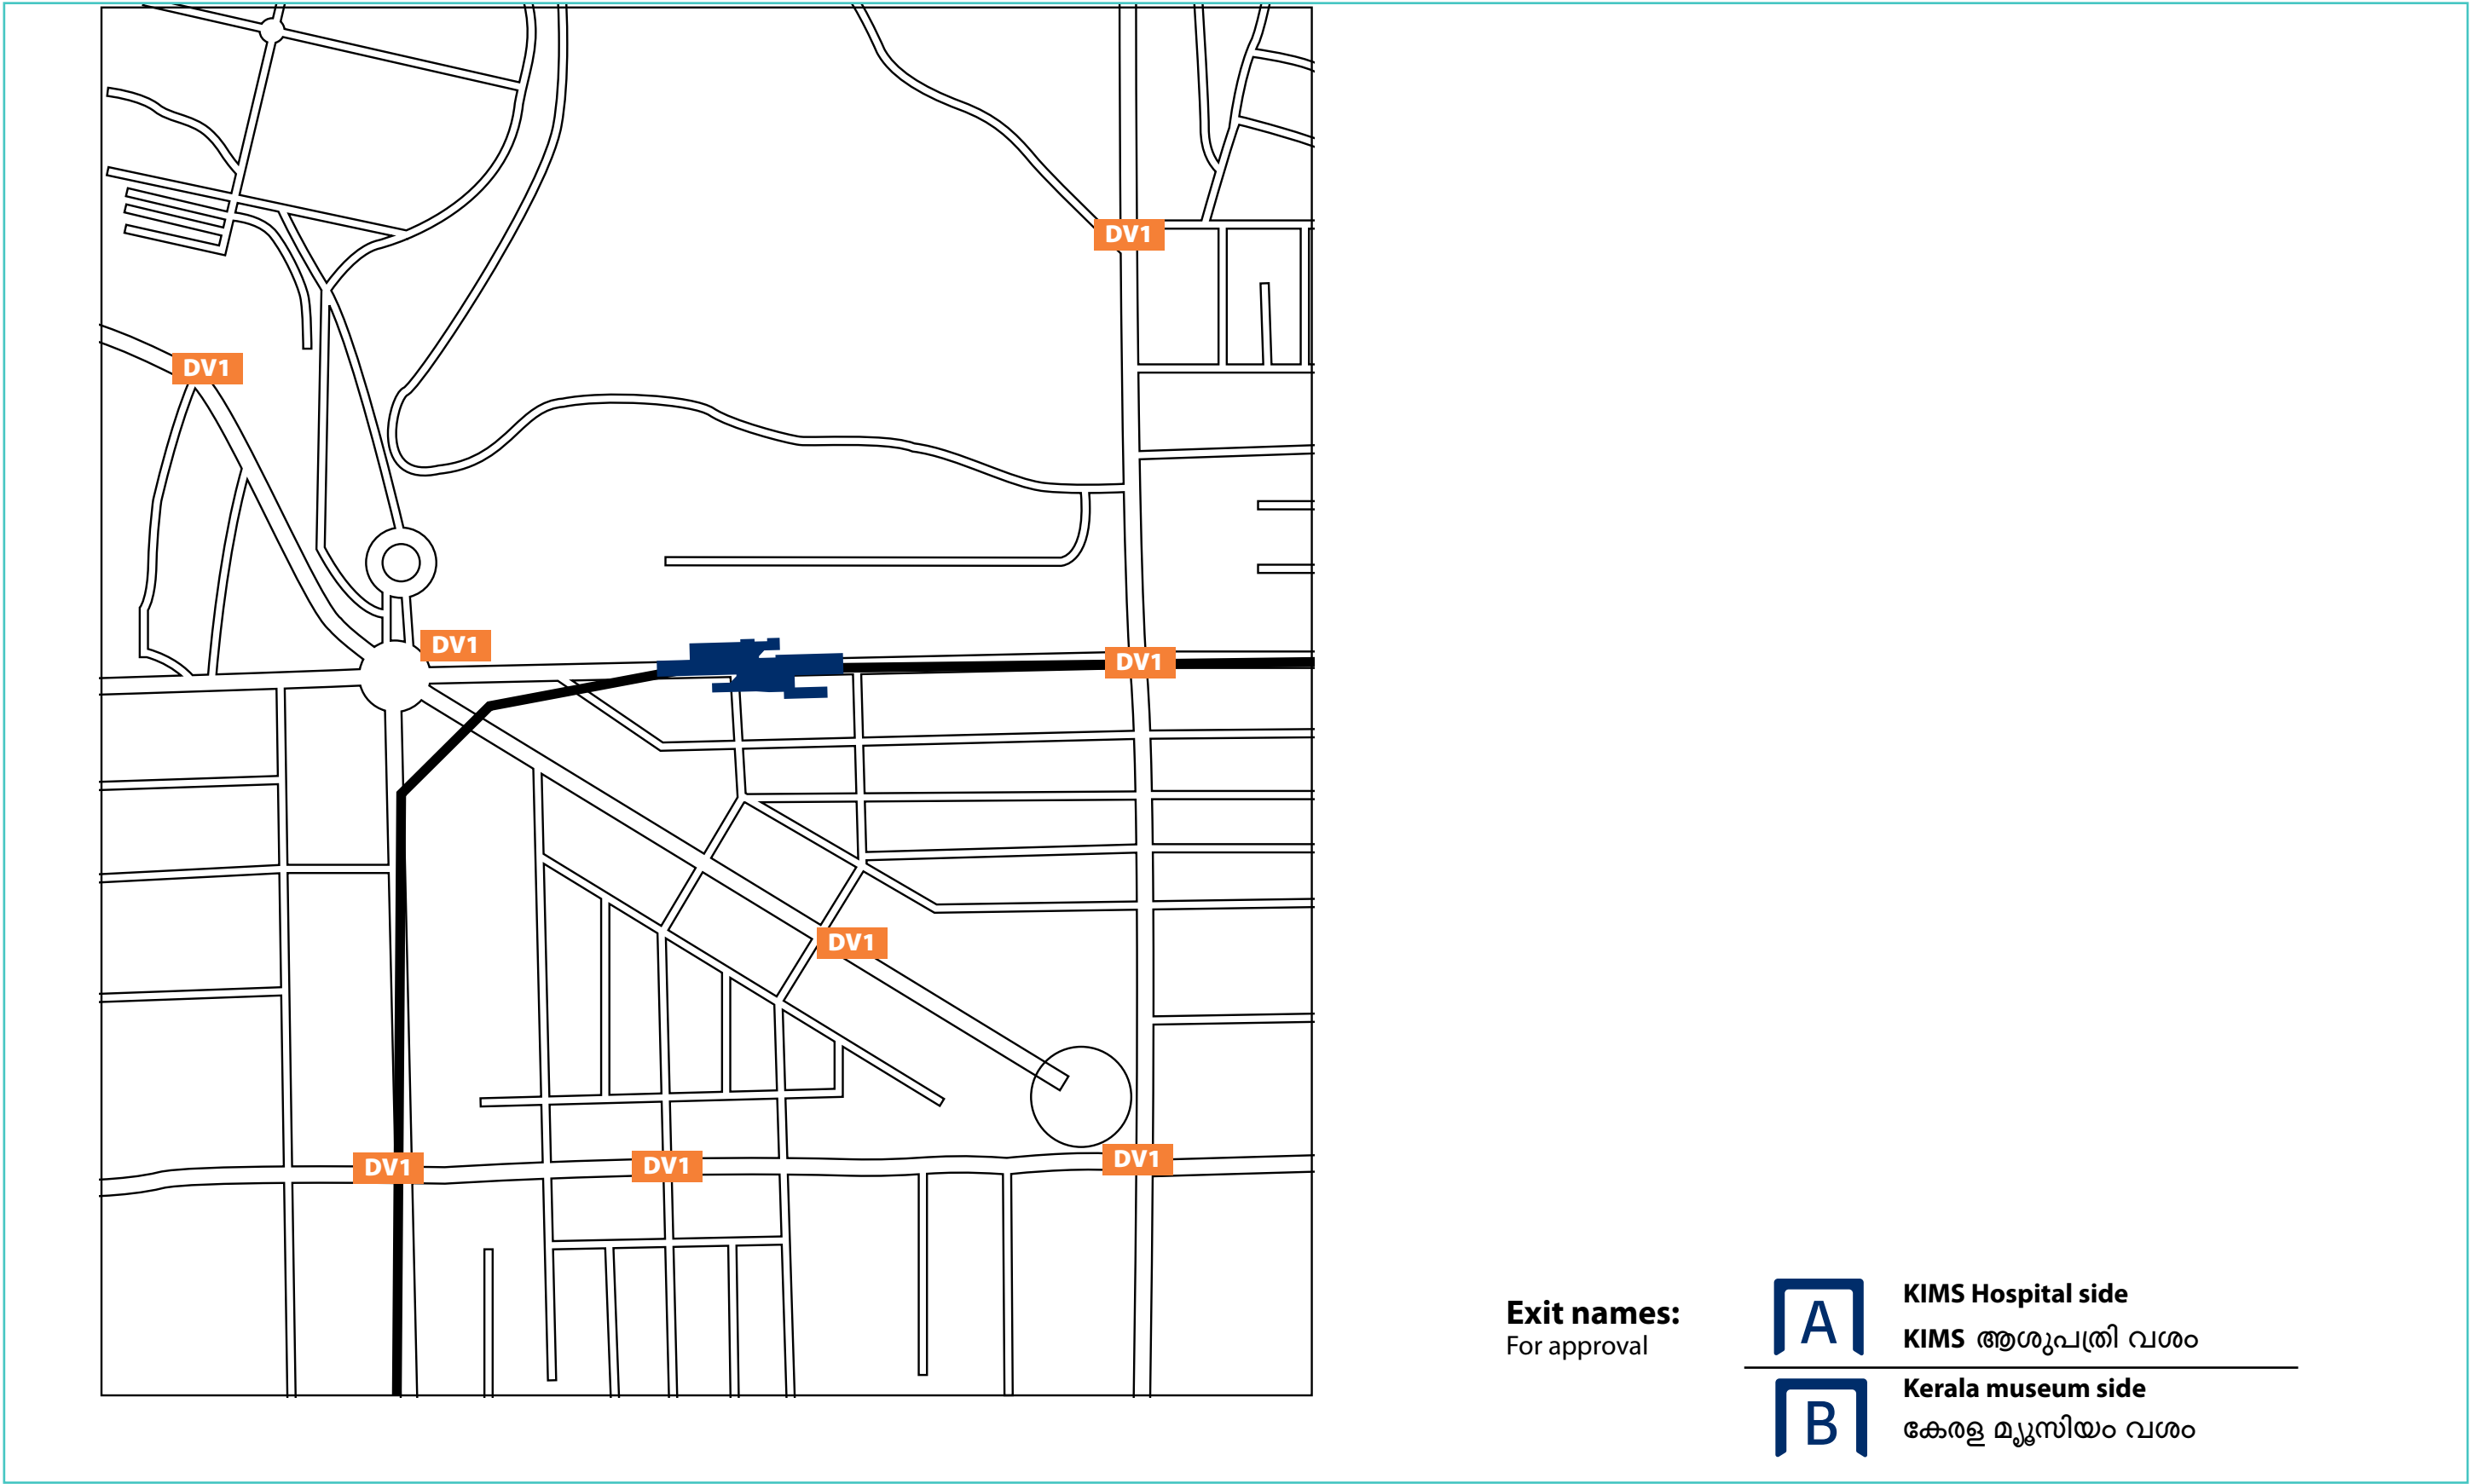 DV1
DV1
DV1
DV1
DV1
DV1
DV1
DV1
Exit names:
For approval
A
KIMS Hospital side
KIMS ആശുപത്രി വശം
B
Kerala museum side
കേരള മ്യൂസിയം വശം